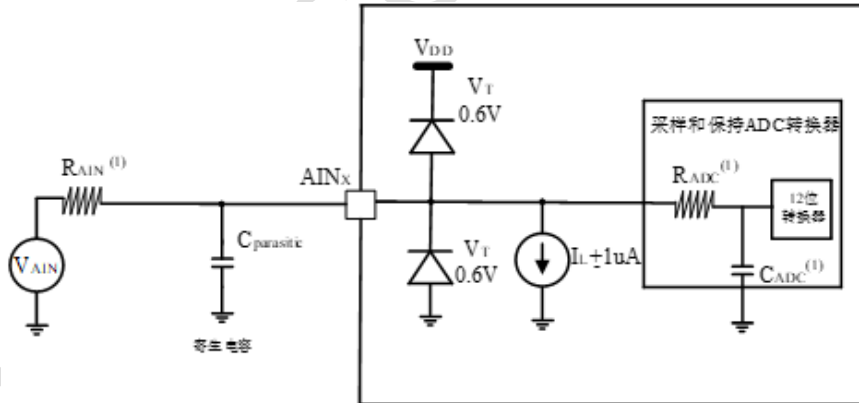 VDD
VT
0.6V
采样和保持ADC转换器
RAIN(1)
AINx
RADC(1)
12位
转换器
VAIN
Cparasitic
VT
0.6V
IL±1uA
CADC(1)
寄生电容